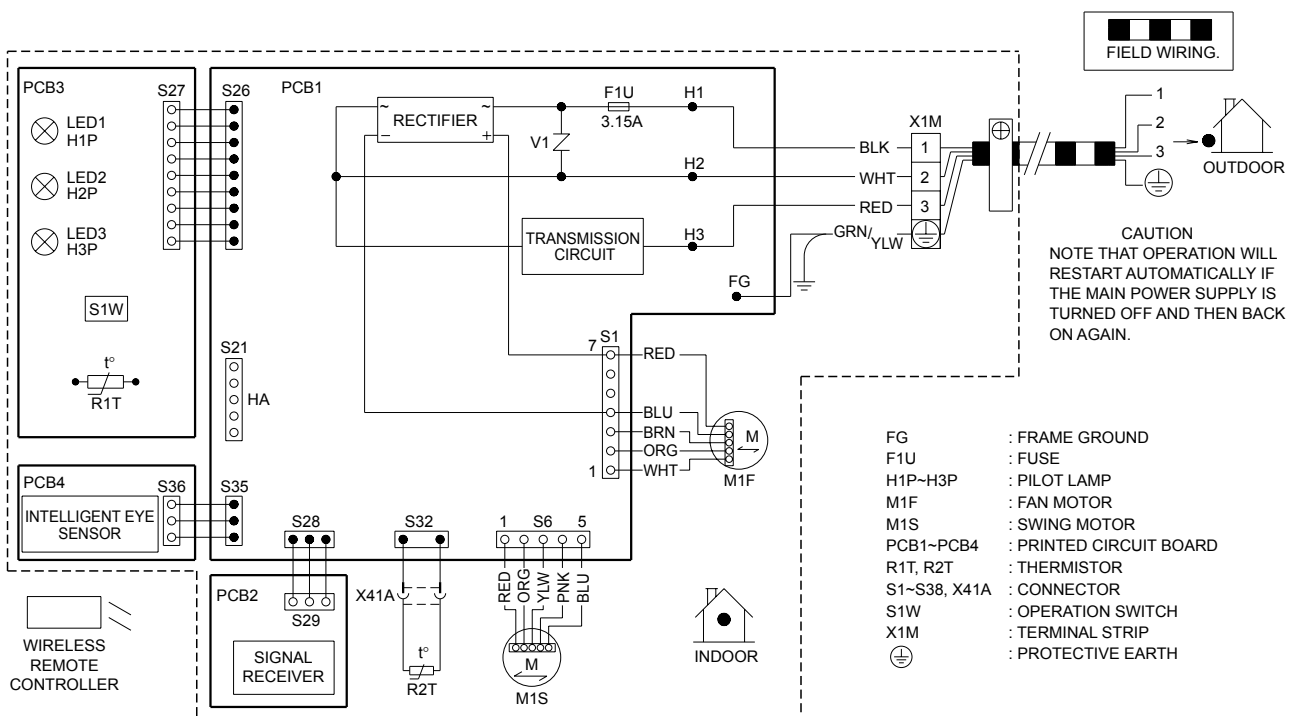 FIELD WIRING.
PCB3
S27
S26
PCB1
LED1
H1P
LED2
H2P
LED3
H3P
S1W
t°
R1T
S21
HA
~
~
RECTIFIER
−
+
F1U
3.15A
V1
H1
H2
H3
TRANSMISSION
CIRCUIT
FG
BLK
WHT
RED
GRN/
YLW
X1M
1
2
3
1
2
3
OUTDOOR
CAUTION
NOTE THAT OPERATION WILL
RESTART AUTOMATICALLY IF
THE MAIN POWER SUPPLY IS
TURNED OFF AND THEN BACK
ON AGAIN.
S1
7
1
RED
BLU
BRN
ORG
WHT
M
M1F
PCB4
S36
S35
INTELLIGENT EYE
SENSOR
S28
S32
1 S6 5
PCB2
S29
SIGNAL
RECEIVER
X41A
t°
R2T
RED
ORG
YLW
PNK
BLU
M
M1S
WIRELESS
REMOTE
CONTROLLER
INDOOR
FG : FRAME GROUND
F1U : FUSE
H1P~H3P : PILOT LAMP
M1F : FAN MOTOR
M1S : SWING MOTOR
PCB1~PCB4 : PRINTED CIRCUIT BOARD
R1T, R2T : THERMISTOR
S1~S38, X41A : CONNECTOR
S1W : OPERATION SWITCH
X1M : TERMINAL STRIP
: PROTECTIVE EARTH